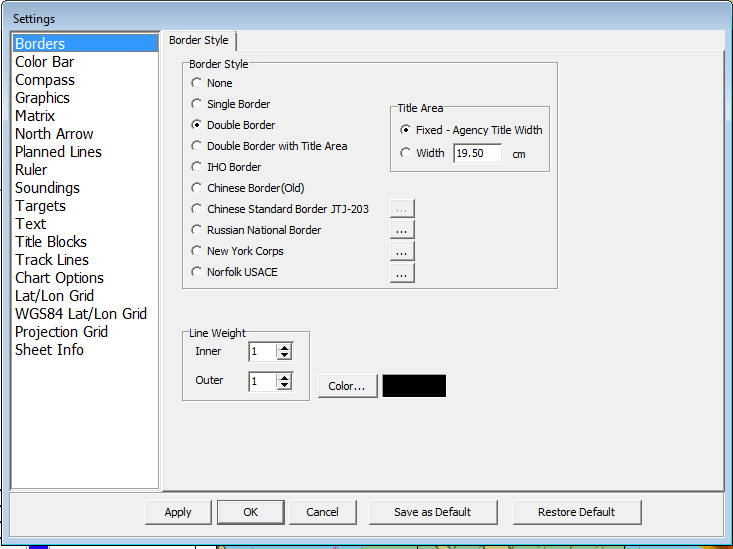 Settings
Borders
Color Bar
Compass
Graphics
Matrix
North Arrow
Planned Lines
Ruler
Soundings
Targets
Text
Title Blocks
Track Lines
Chart Options
Lat/Lon Grid
WGS84 Lat/Lon Grid
Projection Grid
Sheet Info
Border Style
Border Style
None
Single Border
Double Border
Double Border with Title Area
IHO Border
Chinese Border(Old)
Chinese Standard Border JTJ-203 ...
Russian National Border ...
New York Corps ...
Norfolk USACE ...
Title Area
Fixed - Agency Title Width
Width 19.50 cm
Line Weight
Inner 1
Outer 1
Color...
Apply OK Cancel Save as Default Restore Default